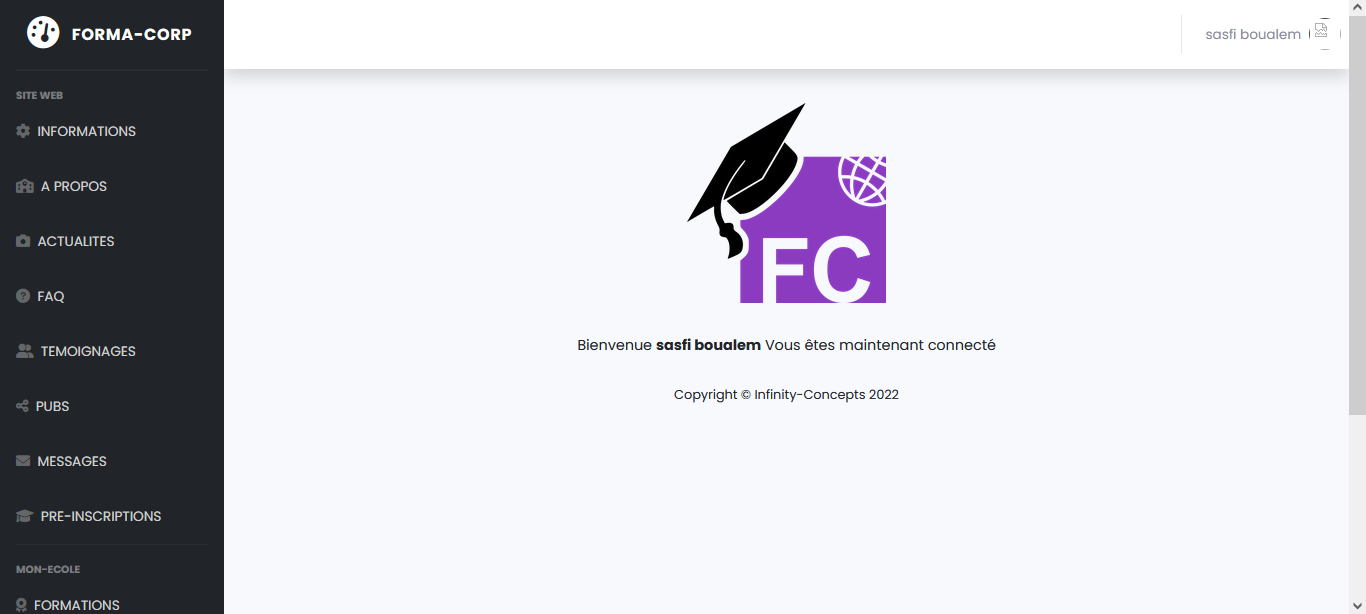 FORMA-CORP
sasfi boualem
SITE WEB
INFORMATIONS
A PROPOS
ACTUALITES
FAQ
TEMOIGNAGES
PUBS
MESSAGES
PRE-INSCRIPTIONS
MON-ECOLE
FORMATIONS
FC
Bienvenue sasfi boualem Vous êtes maintenant connecté
Copyright © Infinity-Concepts 2022